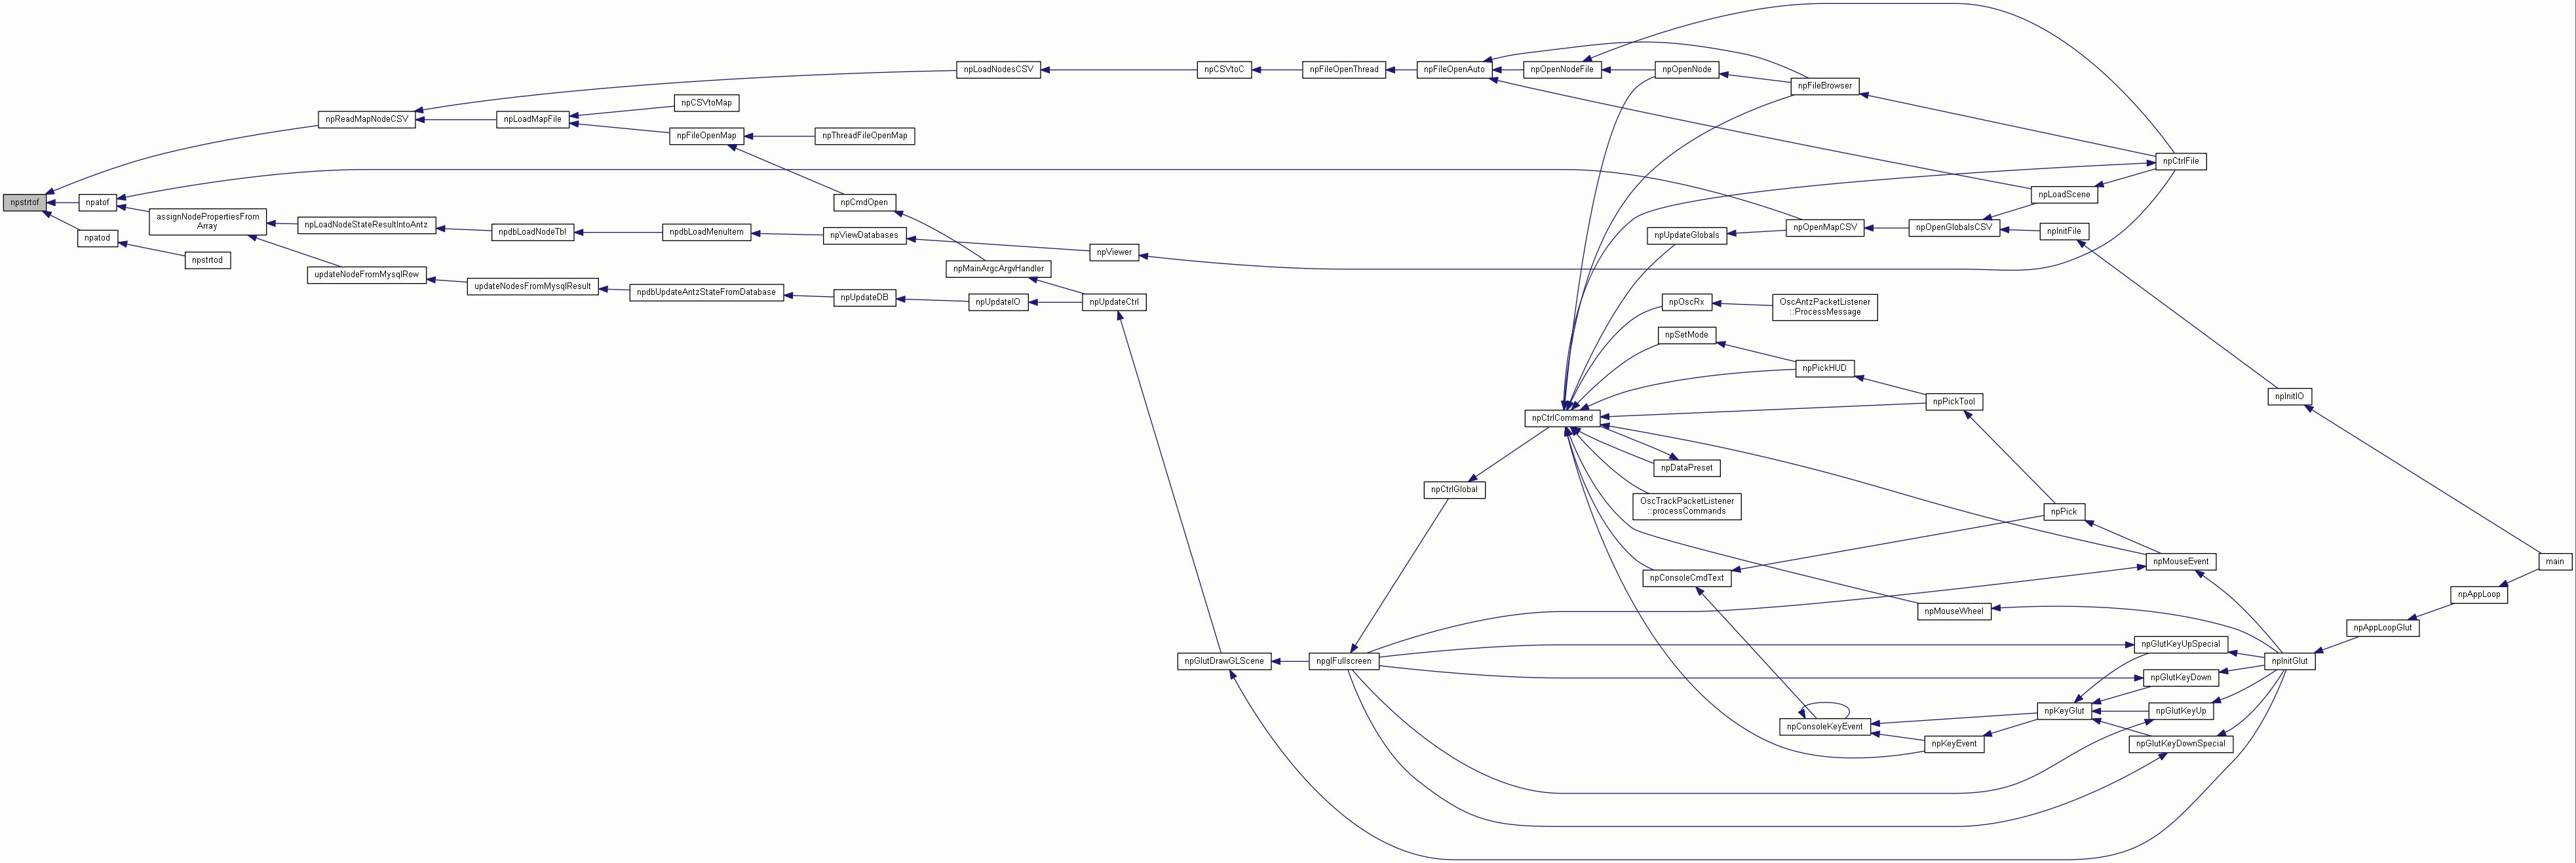 npstrtof
npReadMapNodeCSV
npatof
npatod
assignNodePropertiesFrom
Array
npstrtod
npLoadNodeStateResultIntoAntz
updateNodeFromMysqlRow
npLoadMapFile
npdbLoadNodeTbl
updateNodesFromMysqlResult
npCSVtoMap
npFileOpenMap
npdbLoadMenuItem
npdbUpdateAntzStateFromDatabase
npThreadFileOpenMap
npCmdOpen
npViewDatabases
npUpdateDB
npLoadNodesCSV
npMainArgcArgvHandler
npUpdateIO
npViewer
npUpdateCtrl
npCSVtoC
npGlutDrawGLScene
npFileOpenThread
npglFullscreen
npFileOpenAuto
npCtrlGlobal
npOpenNodeFile
npCtrlCommand
npOpenNode
npUpdateGlobals
npOscRx
npSetMode
npDataPreset
OscTrackPacketListener
::processCommands
npConsoleCmdText
npFileBrowser
npOpenMapCSV
OscAntzPacketListener
::ProcessMessage
npPickHUD
npConsoleKeyEvent
npOpenGlobalsCSV
npPickTool
npMouseWheel
npKeyEvent
npLoadScene
npInitFile
npPick
npKeyGlut
npCtrlFile
npMouseEvent
npGlutKeyUpSpecial
npGlutKeyDown
npGlutKeyUp
npGlutKeyDownSpecial
npInitIO
npInitGlut
npAppLoopGlut
npAppLoop
main